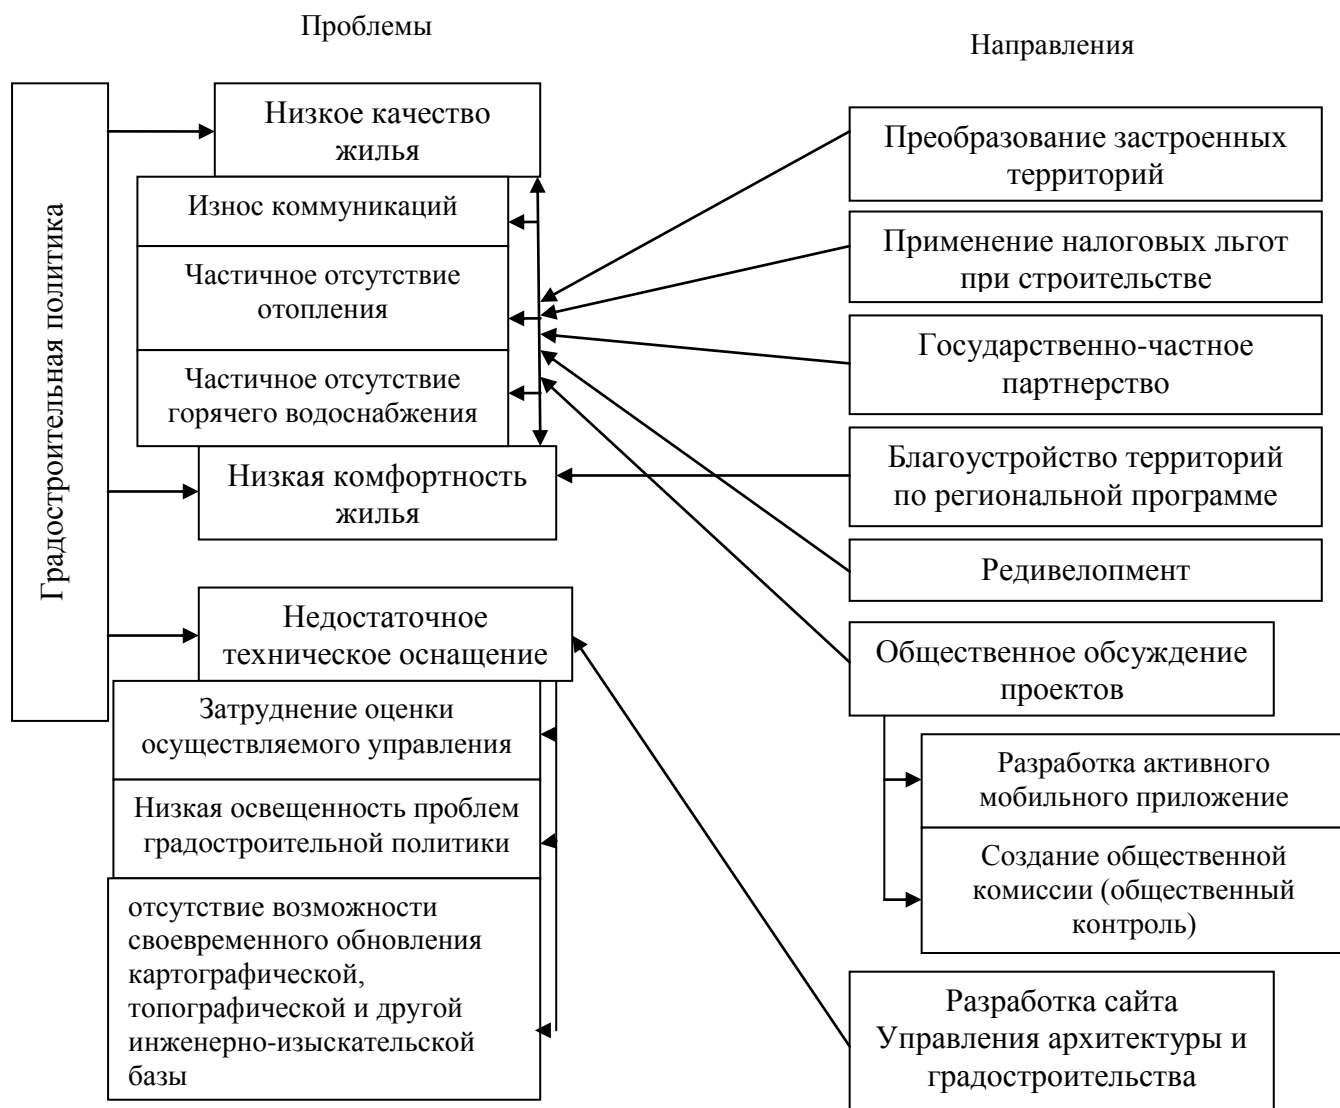 Проблемы
Направления
Градостроительная политика
Низкое качество
жилья
Износ коммуникаций
Частичное отсутствие
отопления
Частичное отсутствие
горячего водоснабжения
Низкая комфортность
жилья
Недостаточное
техническое оснащение
Затруднение оценки
осуществляемого управления
Низкая освещенность проблем
градостроительной политики
отсутствие возможности
своевременного обновления
картографической,
топографической и другой
инженерно-изыскательской
базы
Преобразование застроенных
территорий
Применение налоговых льгот
при строительстве
Государственно-частное
партнерство
Благоустройство территорий
по региональной программе
Редивелопмент
Общественное обсуждение
проектов
Разработка активного
мобильного приложение
Создание общественной
комиссии (общественный
контроль)
Разработка сайта
Управления архитектуры и
градостроительства